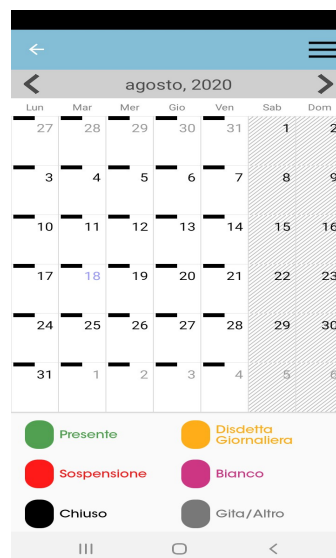 agosto, 2020
Lun Mar Mer Gio Ven Sab Dom
27 28 29 30 31 1 2
3 4 5 6 7 8 9
10 11 12 13 14 15 16
17 18 19 20 21 22 23
24 25 26 27 28 29 30
31 1 2 3 4 5 6
Presente
Disdetta
Giornaliera
Sospensione
Bianco
Chiuso
Gita/Altro